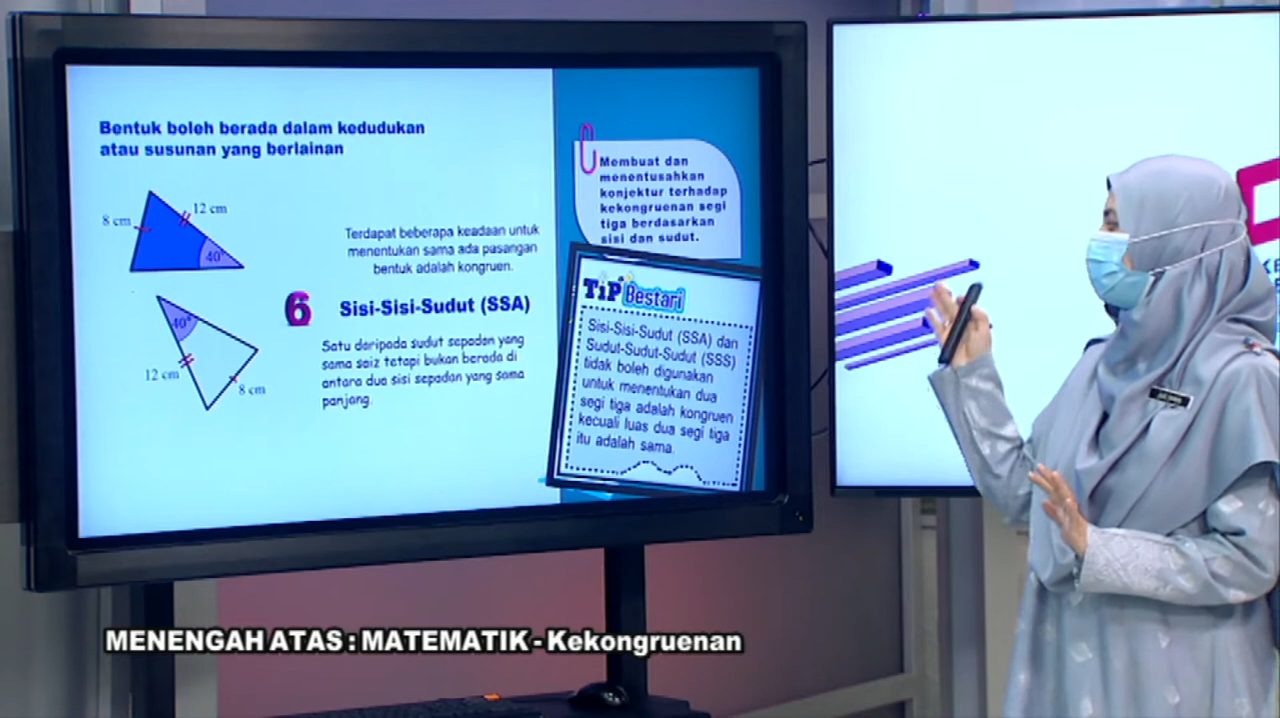 Bentuk boleh berada dalam kedudukan
atau susunan yang berlainan
8 cm
12 cm
40°
Terdapat beberapa keadaan untuk
menentukan sama ada pasangan
bentuk adalah kongruen.
6 Sisi-Sisi-Sudut (SSA)
Satu daripada sudut sepadan yang
sama saiz tetapi bukan berada di
antara dua sisi sepadan yang sama
panjang.
40°
12 cm
8 cm
Membuat dan
menentusahkan
konjektur terhadap
kekongruenan segi
tiga berdasarkan
sisi dan sudut.
TiP Bestari
Sisi-Sisi-Sudut (SSA) dan
Sudut-Sudut-Sudut (SSS)
tidak boleh digunakan
untuk menentukan dua
segi tiga adalah kongruen
kecuali luas dua segi tiga
itu adalah sama.
MENENGAH ATAS : MATEMATIK - Kekongruenan